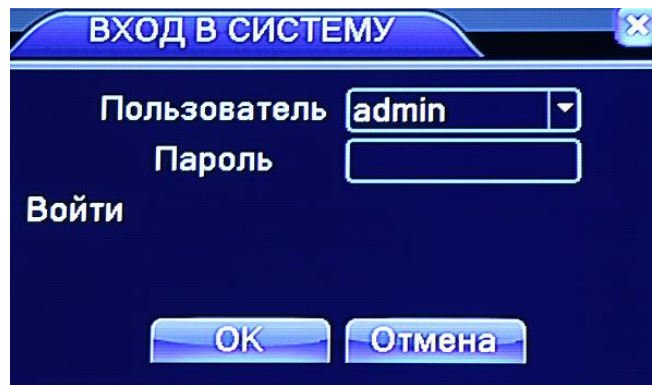 ВХОД В СИСТЕМУ
Пользователь admin
Пароль
Войти
OK Отмена